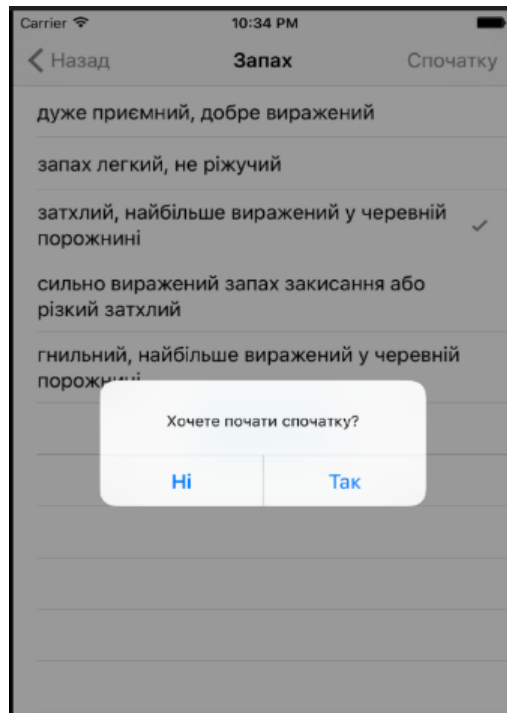 Carrier 10:34 PM
Назад Запах Спочатку
дуже приємний, добре виражений
запах легкий, не ріжучий
затхлий, найбільше виражений у черевній
порожнині
сильно виражений запах закисання або
різкий затхлий
гнильний, найбільше виражений у черевній
порожнині
Хочете почати спочатку?
Ні Так